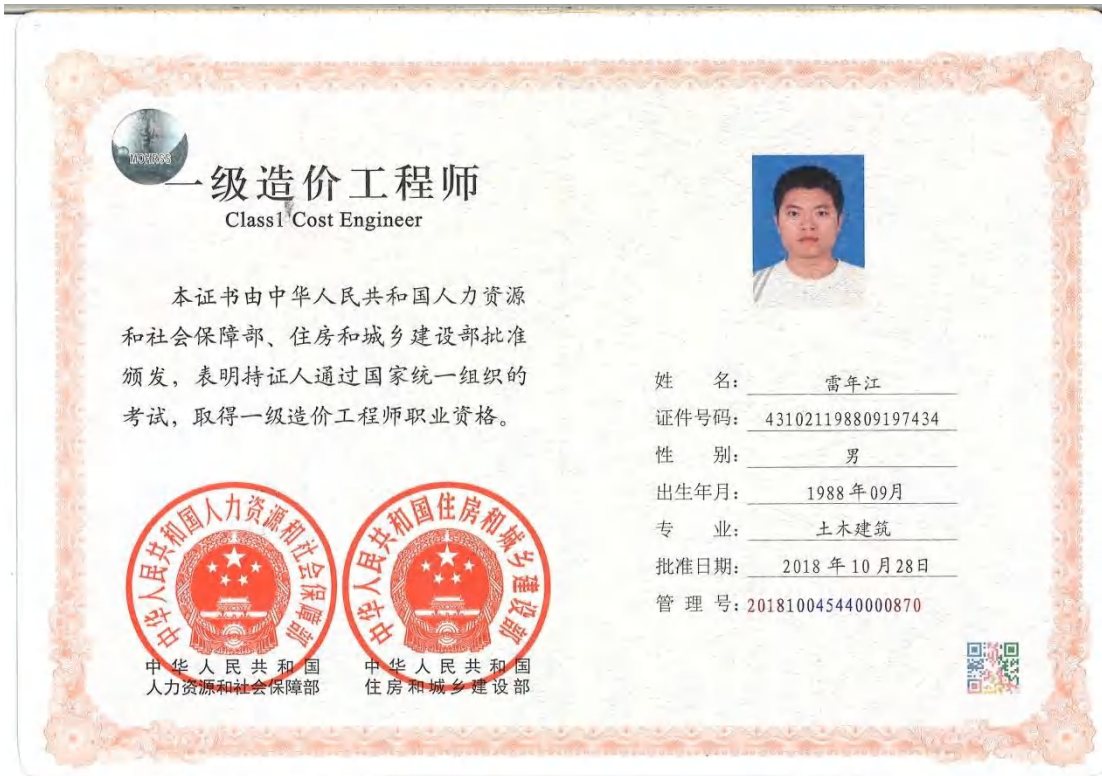 MOHRSS
一级造价工程师
Class1 Cost Engineer
本证书由中华人民共和国人力资源
和社会保障部、住房和城乡建设部批准
颁发，表明持证人通过国家统一组织的
考试，取得一级造价工程师职业资格。
中华人民共和国人力资源和社会保障部
中华人民共和国
人力资源和社会保障部
中华人民共和国住房和城乡建设部
中华人民共和国
住房和城乡建设部
姓 名： 雷年江
证件号码： 431021198809197434
性 别： 男
出生年月： 1988年09月
专 业： 土木建筑
批准日期： 2018年10月28日
管 理 号：201810045440000870